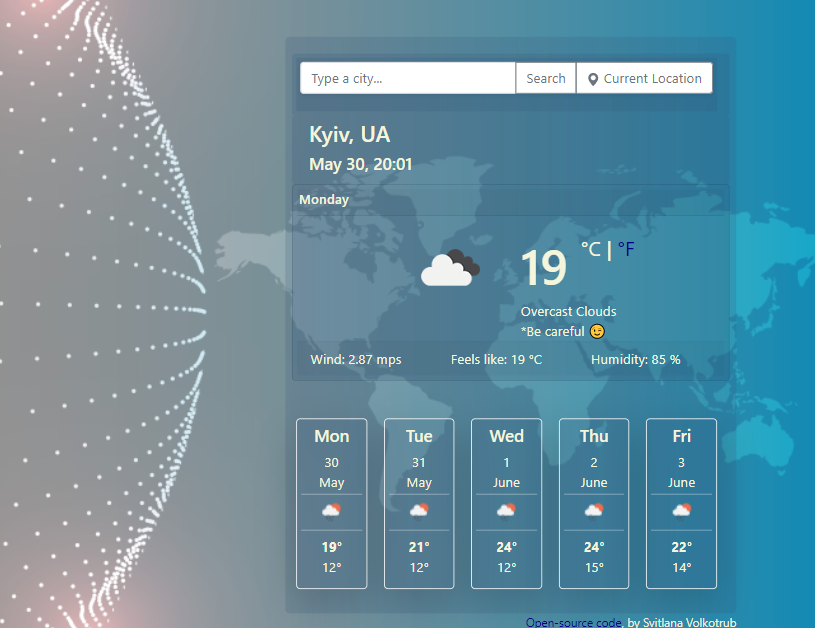 Type a city...
Search
Current Location
Kyiv, UA
May 30, 20:01
Monday
19 °C | °F
Overcast Clouds
*Be careful 😉
Wind: 2.87 mps Feels like: 19 °C Humidity: 85 %
Mon Tue Wed Thu Fri
30 31 1 2 3
May May June June June
19° 21° 24° 24° 22°
12° 12° 12° 15° 14°
Open-source code, by Svitlana Volkotrub